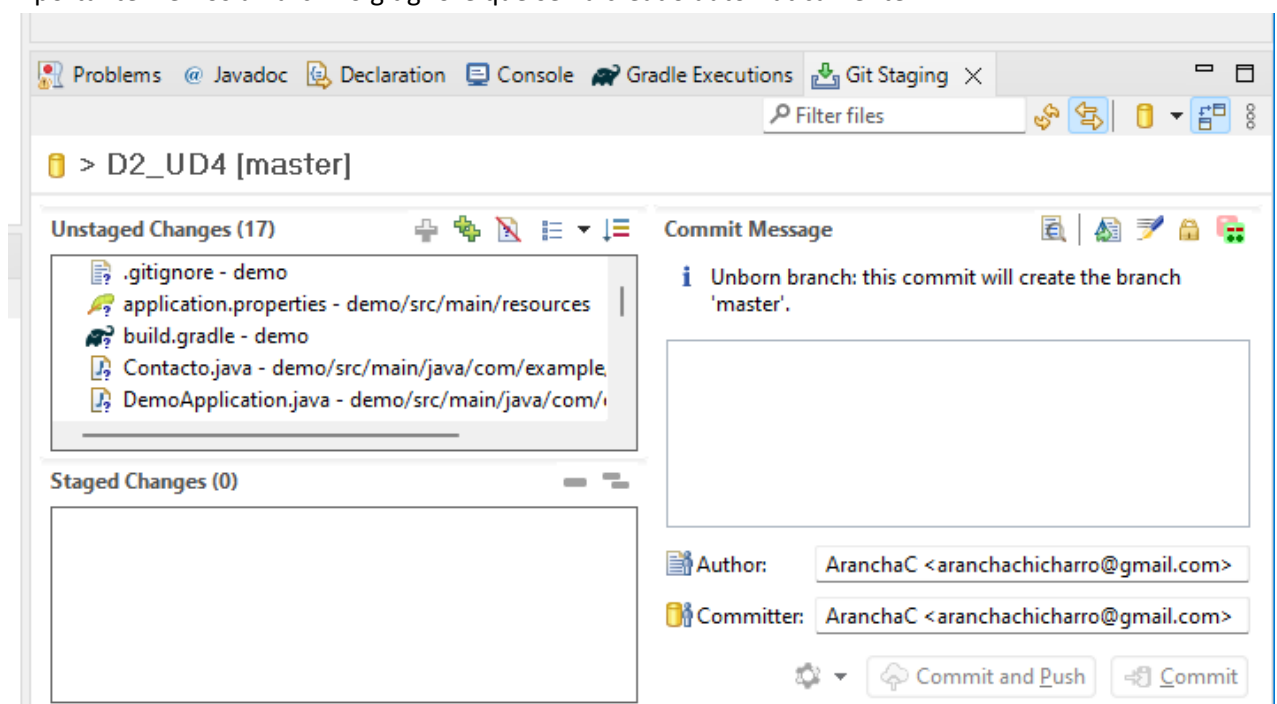 Problems @ Javadoc Declaration Console Gradle Executions Git Staging
Filter files
> D2_UD4 [master]
Unstaged Changes (17)
.gitignore - demo
application.properties - demo/src/main/resources
build.gradle - demo
Contacto.java - demo/src/main/java/com/example
DemoApplication.java - demo/src/main/java/com/
Staged Changes (0)
Commit Message
Unborn branch: this commit will create the branch
'master'.
Author: AranchaC <aranchachicharro@gmail.com>
Committer: AranchaC <aranchachicharro@gmail.com>
Commit and Push Commit